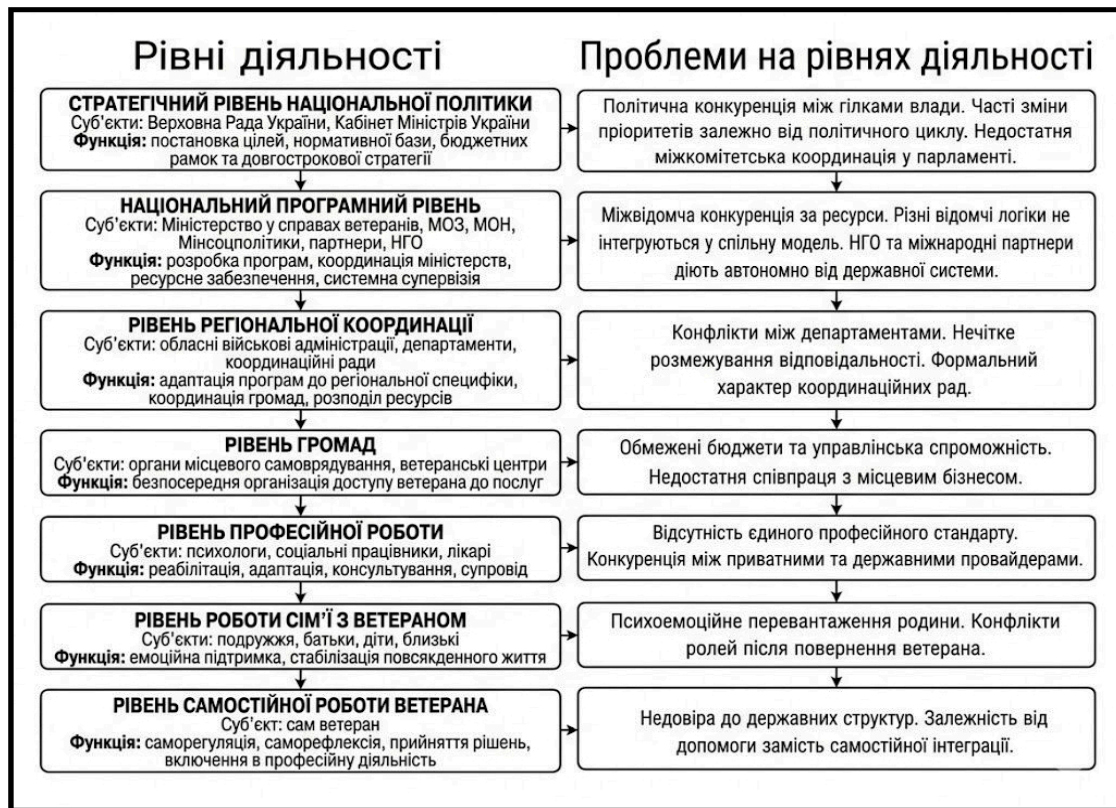 Рівні діяльності
Проблеми на рівнях діяльності
СТРАТЕГІЧНИЙ РІВЕНЬ НАЦІОНАЛЬНОЇ ПОЛІТИКИ
Суб'єкти: Верховна Рада України, Кабінет Міністрів України
Функція: постановка цілей, нормативної бази, бюджетних
рамок та довгострокової стратегії
Політична конкуренція між гілками влади. Часті зміни
пріоритетів залежно від політичного циклу. Недостатня
міжкомітетська координація у парламенті.
НАЦІОНАЛЬНИЙ ПРОГРАМНИЙ РІВЕНЬ
Суб'єкти: Міністерство у справах ветеранів, МОЗ, МОН,
Мінсоцполітики, партнери, НГО
Функція: розробка програм, координація міністерств,
ресурсне забезпечення, системна супервізія
Міжвідомча конкуренція за ресурси. Різні відомчі логіки не
інтегруються у спільну модель. НГО та міжнародні партнери
діють автономно від державної системи.
РІВЕНЬ РЕГІОНАЛЬНОЇ КООРДИНАЦІЇ
Суб'єкти: обласні військові адміністрації, департаменти,
координаційні ради
Функція: адаптація програм до регіональної специфіки,
координація громад, розподіл ресурсів
Конфлікти між департаментами. Нечітке
розмежування відповідальності. Формальний
характер координаційних рад.
РІВЕНЬ ГРОМАД
Суб'єкти: органи місцевого самоврядування, ветеранські центри
Функція: безпосередня організація доступу ветерана до послуг
Обмежені бюджети та управлінська спроможність.
Недостатня співпраця з місцевим бізнесом.
РІВЕНЬ ПРОФЕСІЙНОЇ РОБОТИ
Суб'єкти: психологи, соціальні працівники, лікарі
Функція: реабілітація, адаптація, консультування, супровід
Відсутність єдиного професійного стандарту.
Конкуренція між приватними та державними провайдерами.
РІВЕНЬ РОБОТИ СІМ'Ї З ВЕТЕРАНОМ
Суб'єкти: подружжя, батьки, діти, близькі
Функція: емоційна підтримка, стабілізація повсякденного життя
Психоемоційне перевантаження родини. Конфлікти
ролей після повернення ветерана.
РІВЕНЬ САМОСТІЙНОЇ РОБОТИ ВЕТЕРАНА
Суб'єкт: сам ветеран
Функція: саморегуляція, саморефлексія, прийняття рішень,
включення в професійну діяльність
Недовіра до державних структур. Залежність від
допомоги замість самостійної інтеграції.